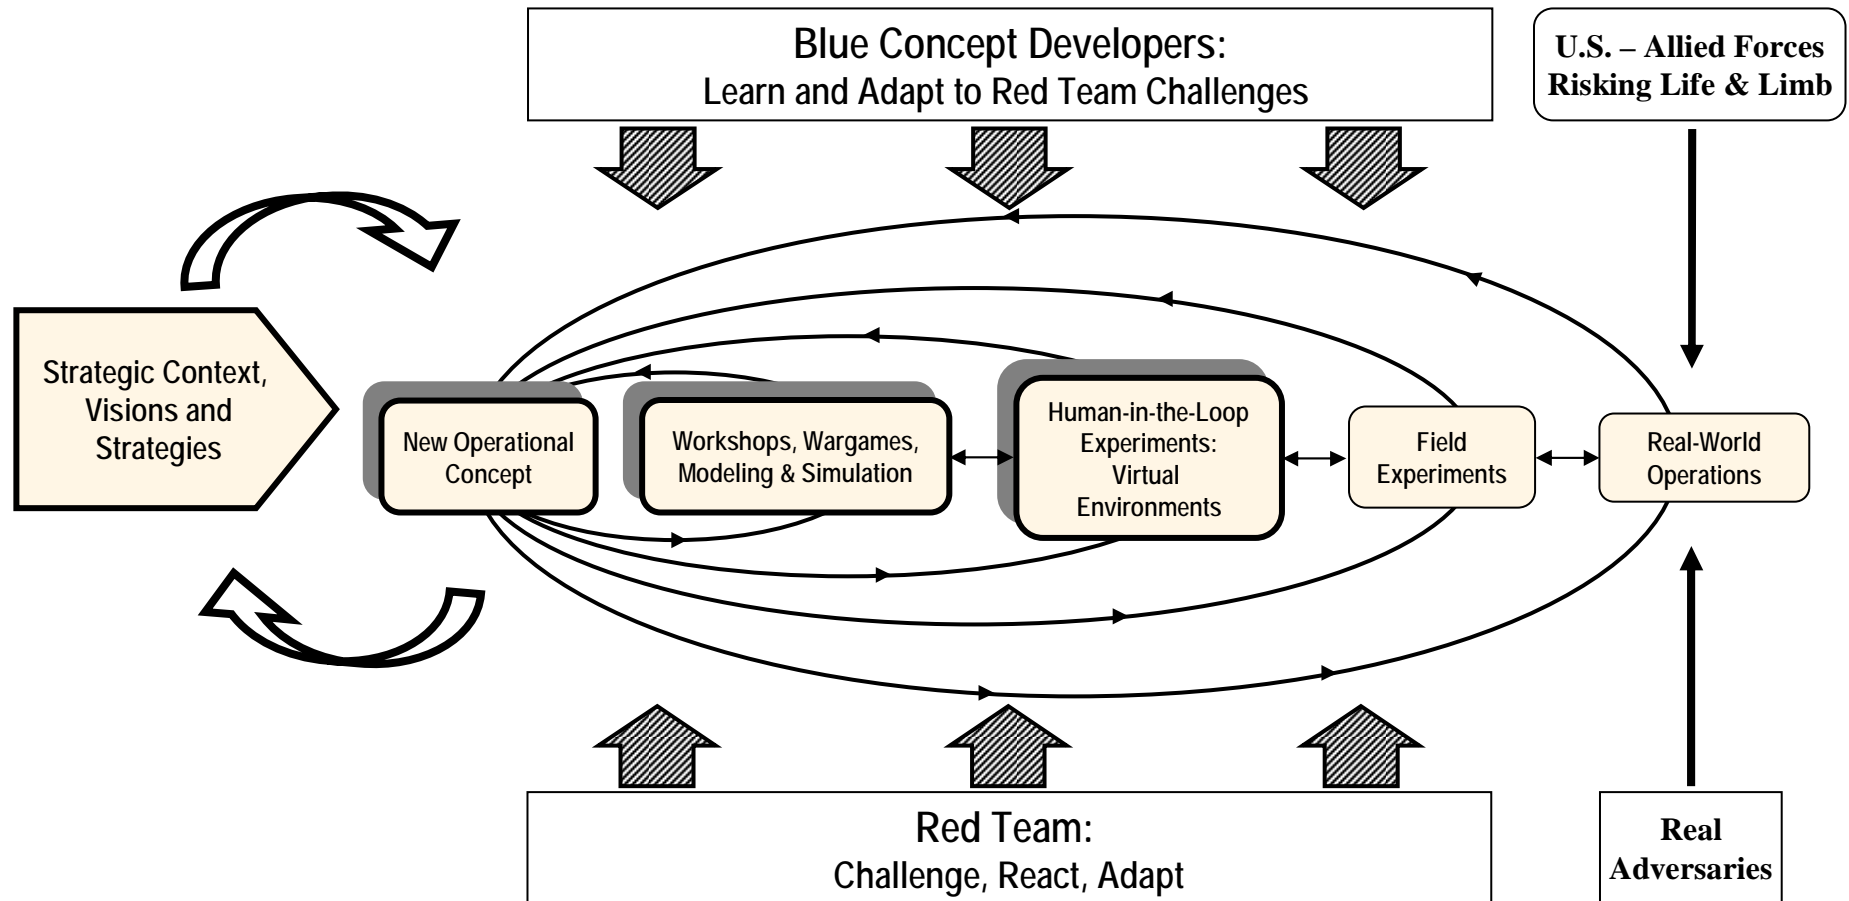 Blue Concept Developers:
Learn and Adapt to Red Team Challenges
U.S. – Allied Forces
Risking Life & Limb
Strategic Context,
Visions and
Strategies
New Operational
Concept
Workshops, Wargames,
Modeling & Simulation
Human-in-the-Loop
Experiments:
Virtual
Environments
Field
Experiments
Real-World
Operations
Red Team:
Challenge, React, Adapt
Real
Adversaries